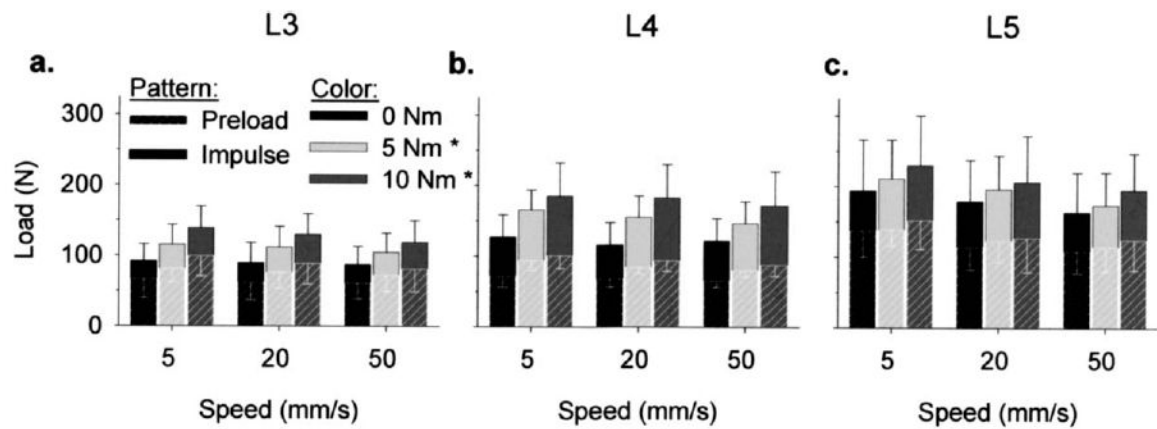 L3 L4 L5
a. b. c.
Pattern: Color:
Preload 0 Nm
Impulse 5 Nm *
10 Nm *
Load (N)
300
200
100
0
5 20 50 5 20 50 5 20 50
Speed (mm/s) Speed (mm/s) Speed (mm/s)